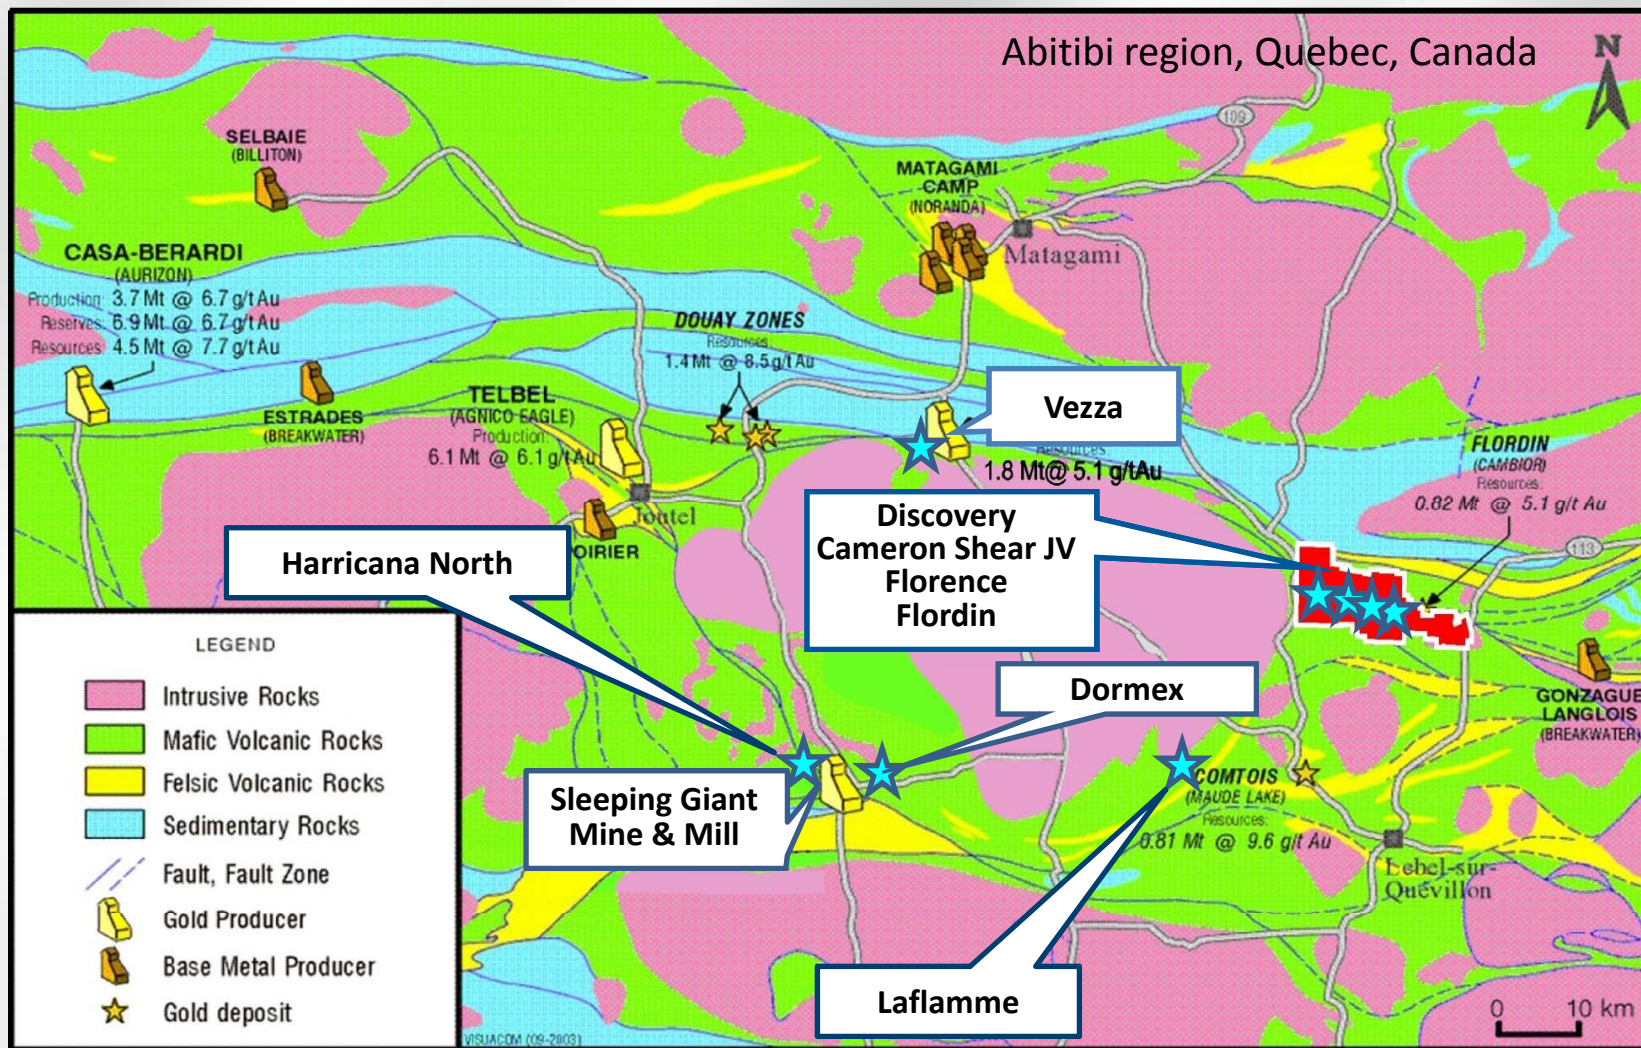 Abitibi region, Quebec, Canada
N
109
SELBAIE
(BILLITON)
MATAGAMI
CAMP
(NORANDA)
Matagami
CASA-BERARDI
(AURIZON)
Production: 3.7 Mt @ 6.7 g/t Au
Reserves: 6.9 Mt @ 6.7 g/t Au
Resources: 4.5 Mt @ 7.7 g/t Au
DOUAY ZONES
Resources:
1.4 Mt @ 8.5 g/t Au
ESTRADES
(BREAKWATER)
TELBEL
(AGNICO EAGLE)
Production:
6.1 Mt @ 6.1 g/t Au
Vezza
Resources:
1.8 Mt@ 5.1 g/tAu
FLORDIN
(CAMBIOR)
Resources:
0.82 Mt @ 5.1 g/t Au
Joutel
OIRIER
113
Discovery
Cameron Shear JV
Florence
Flordin
Harricana North
Dormex
GONZAGUE
LANGLOIS
(BREAKWATER)
Sleeping Giant
Mine & Mill
COMTOIS
(MAUDE LAKE)
Resources:
0.81 Mt @ 9.6 g/t Au
Lebel-sur-
Quévillon
Laflamme
LEGEND
Intrusive Rocks
Mafic Volcanic Rocks
Felsic Volcanic Rocks
Sedimentary Rocks
Fault, Fault Zone
Gold Producer
Base Metal Producer
Gold deposit
VISUACOM (09-2003)
0 10 km